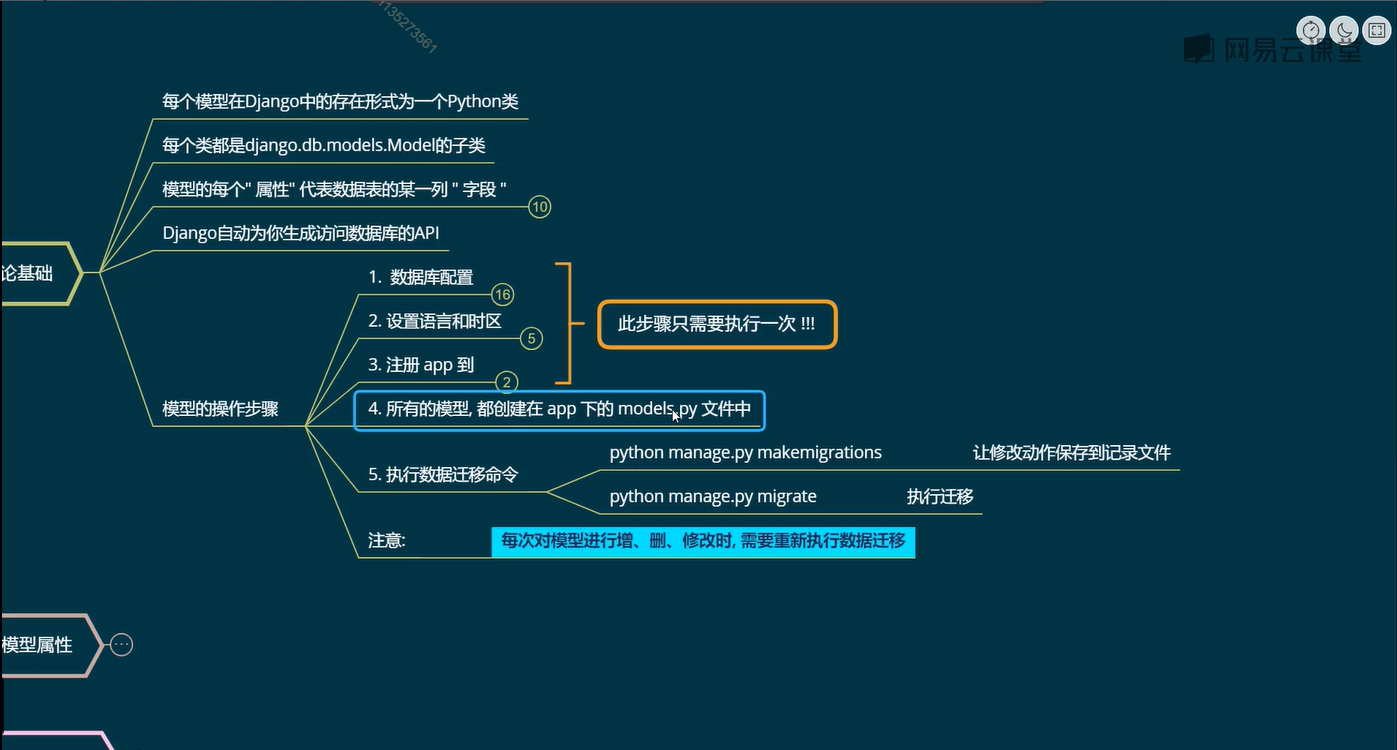 1135273561
网易云课堂
每个模型在Django中的存在形式为一个Python类
每个类都是django.db.models.Model的子类
模型的每个" 属性" 代表数据表的某一列 " 字段 "
10
Django自动为你生成访问数据库的API
论基础
1. 数据库配置
16
2. 设置语言和时区
5
3. 注册 app 到
2
此步骤只需要执行一次 !!!
模型的操作步骤
4. 所有的模型, 都创建在 app 下的 models.py 文件中
5. 执行数据迁移命令
python manage.py makemigrations 让修改动作保存到记录文件
python manage.py migrate 执行迁移
注意: 每次对模型进行增、删、修改时, 需要重新执行数据迁移
模型属性